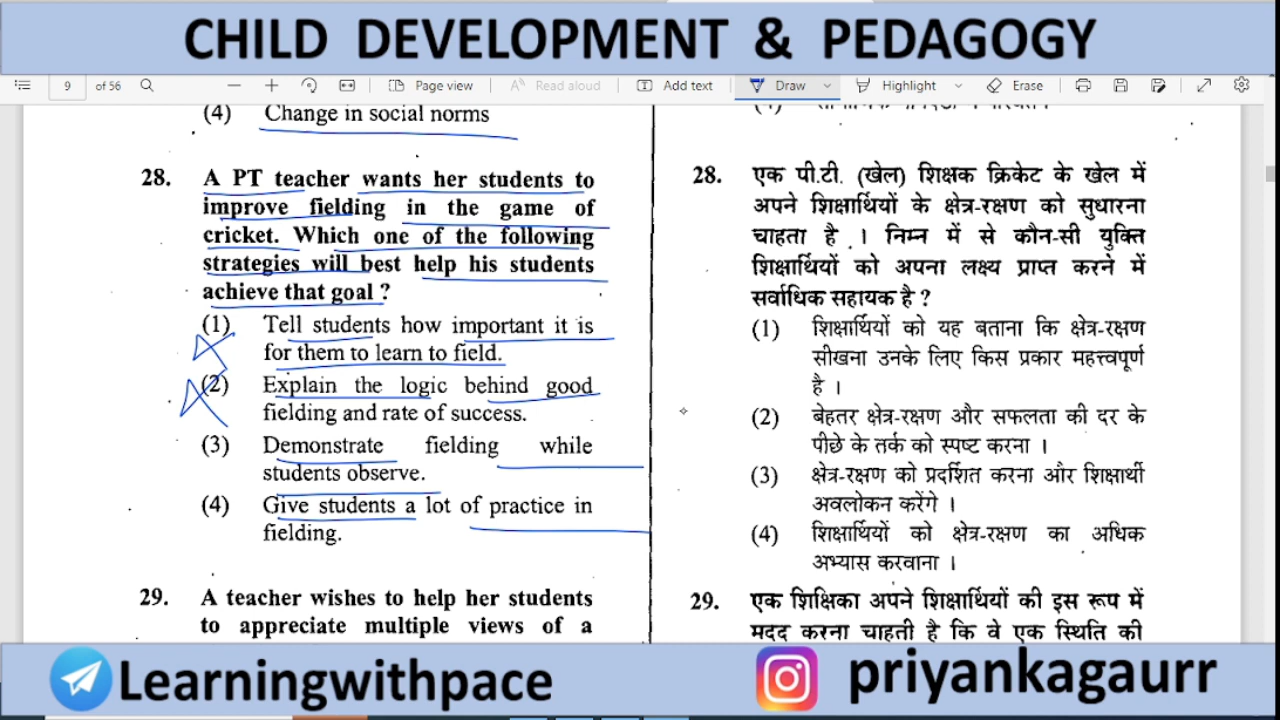 CHILD DEVELOPMENT & PEDAGOGY
9 of 56
Page view
Read aloud
Add text
Draw
Highlight
Erase
(4) Change in social norms
28. A PT teacher wants her students to
improve fielding in the game of
cricket. Which one of the following
strategies will best help his students
achieve that goal ?
(1) Tell students how important it is
for them to learn to field.
(2) Explain the logic behind good
fielding and rate of success.
(3) Demonstrate fielding while
students observe.
(4) Give students a lot of practice in
fielding.
29. A teacher wishes to help her students
to appreciate multiple views of a
28. एक पी.टी. (खेल) शिक्षक क्रिकेट के खेल में
अपने शिक्षार्थियों के क्षेत्र-रक्षण को सुधारना
चाहता है । निम्न में से कौन-सी युक्ति
शिक्षार्थियों को अपना लक्ष्य प्राप्त करने में
सर्वाधिक सहायक है ?
(1) शिक्षार्थियों को यह बताना कि क्षेत्र-रक्षण
सीखना उनके लिए किस प्रकार महत्त्वपूर्ण
है ।
(2) बेहतर क्षेत्र-रक्षण और सफलता की दर के
पीछे के तर्क को स्पष्ट करना ।
(3) क्षेत्र-रक्षण को प्रदर्शित करना और शिक्षार्थी
अवलोकन करेंगे ।
(4) शिक्षार्थियों को क्षेत्र-रक्षण का अधिक
अभ्यास करवाना ।
29. एक शिक्षिका अपने शिक्षार्थियों की इस रूप में
मदद करना चाहती है कि वे एक स्थिति की
Learningwithpace
priyankagaurr